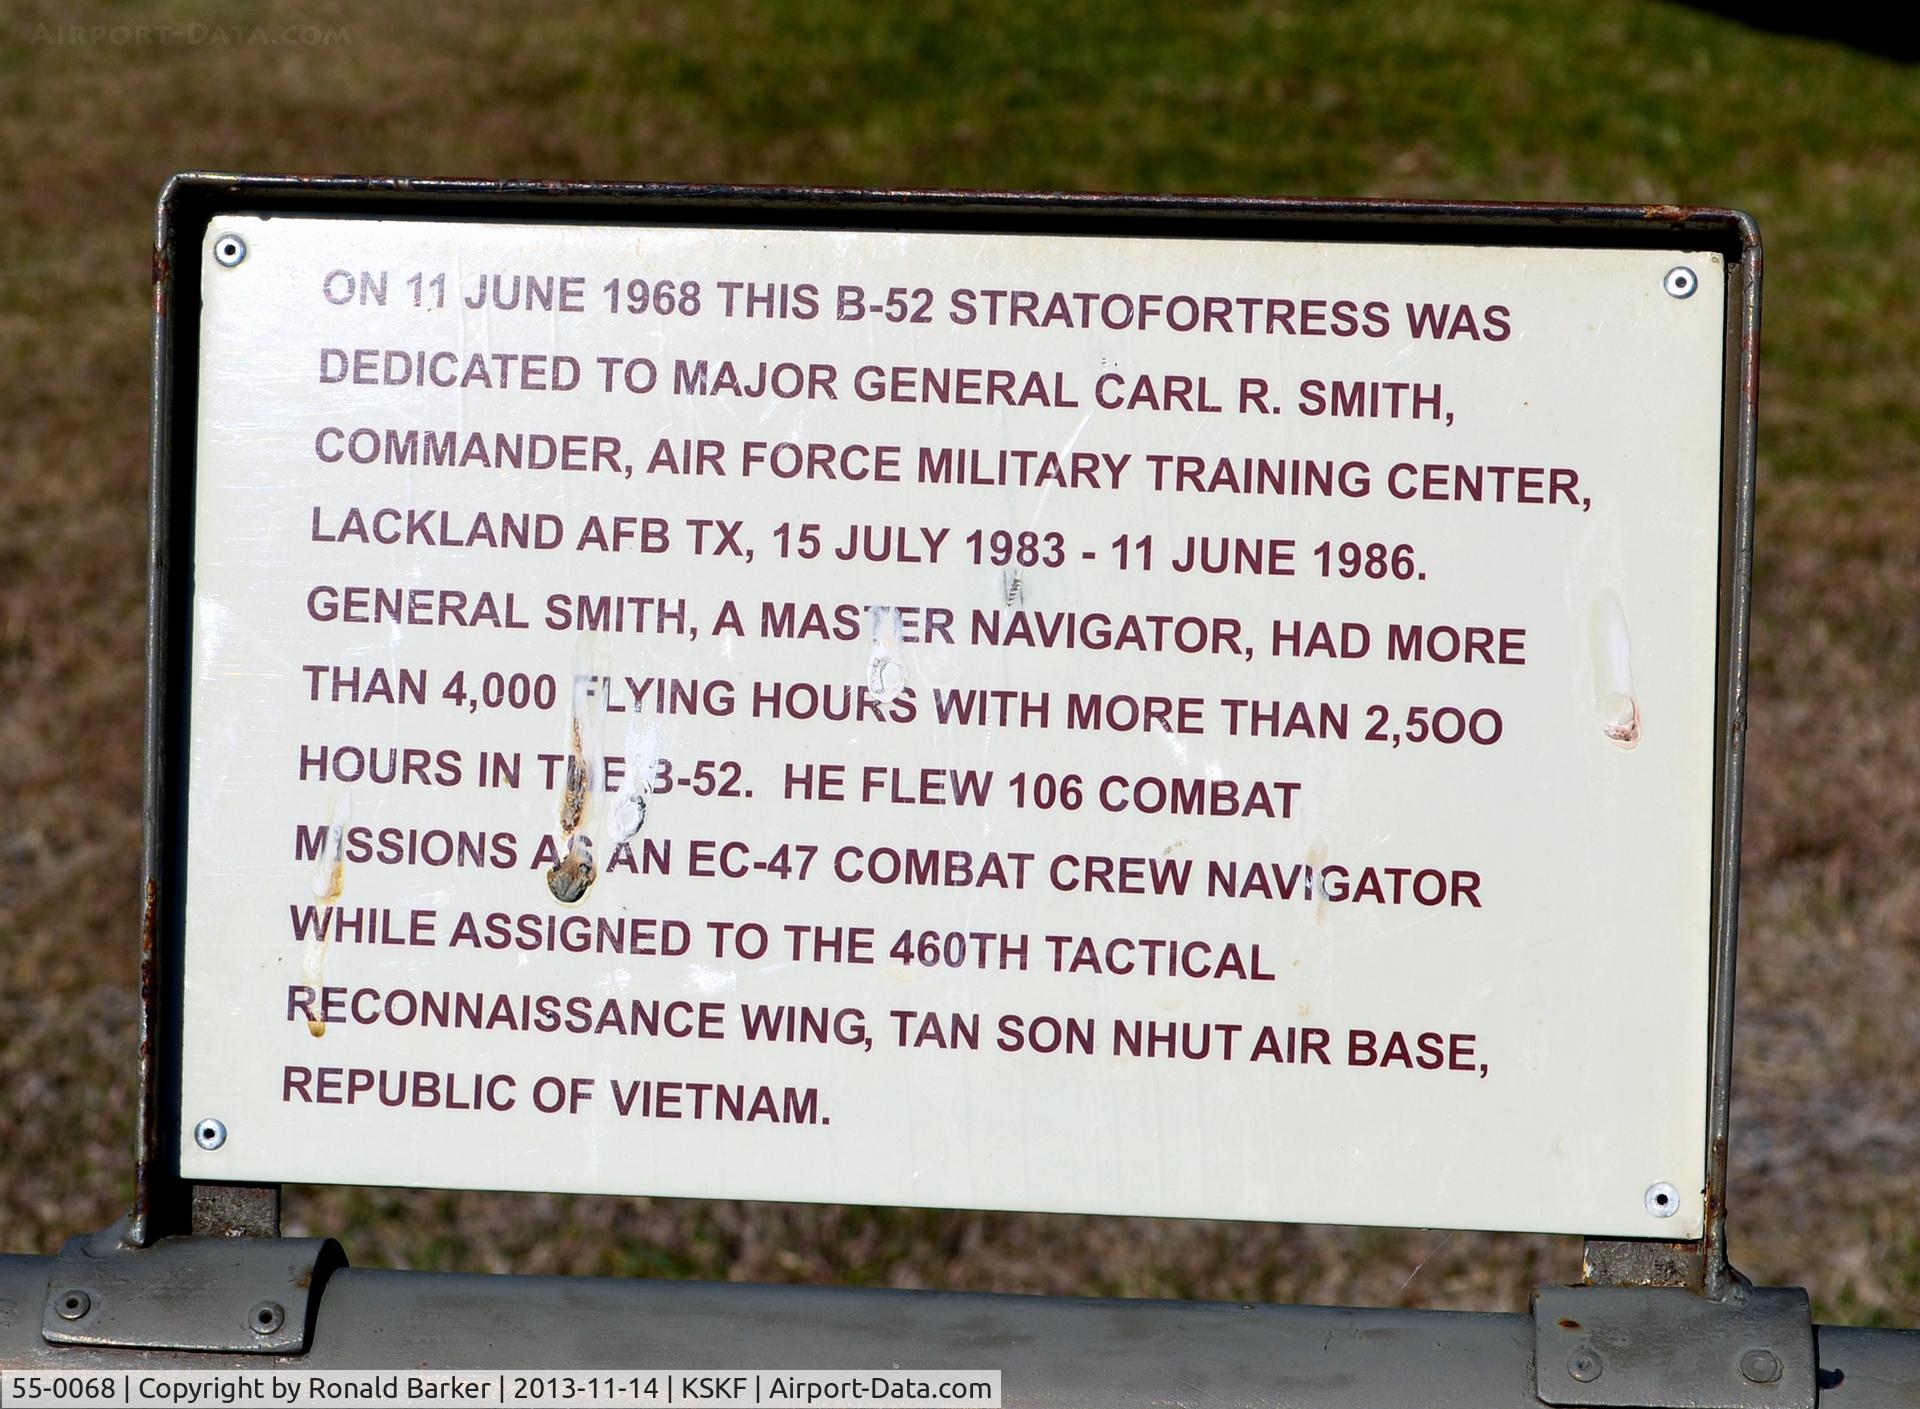 AIRPORT-DATA.COM
ON 11 JUNE 1968 THIS B-52 STRATOFORTRESS WAS
DEDICATED TO MAJOR GENERAL CARL R. SMITH,
COMMANDER, AIR FORCE MILITARY TRAINING CENTER,
LACKLAND AFB TX, 15 JULY 1983 - 11 JUNE 1986.
GENERAL SMITH, A MASTER NAVIGATOR, HAD MORE
THAN 4,000 FLYING HOURS WITH MORE THAN 2,5OO
HOURS IN THE B-52. HE FLEW 106 COMBAT
MISSIONS AS AN EC-47 COMBAT CREW NAVIGATOR
WHILE ASSIGNED TO THE 460TH TACTICAL
RECONNAISSANCE WING, TAN SON NHUT AIR BASE,
REPUBLIC OF VIETNAM.
55-0068 | Copyright by Ronald Barker | 2013-11-14 | KSKF | Airport-Data.com